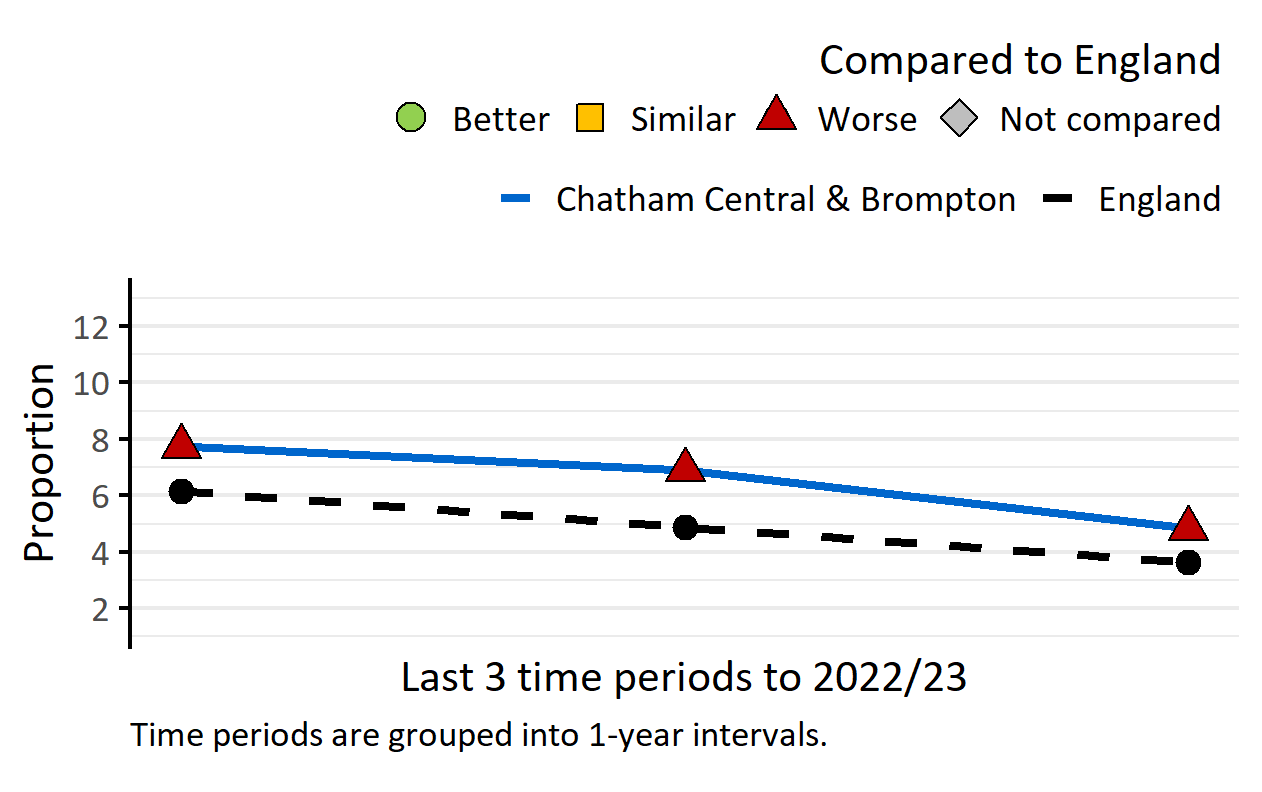 Compared to England
Better Similar Worse Not compared
Chatham Central & Brompton England
12
10
8
6
4
2
Proportion
Last 3 time periods to 2022/23
Time periods are grouped into 1-year intervals.